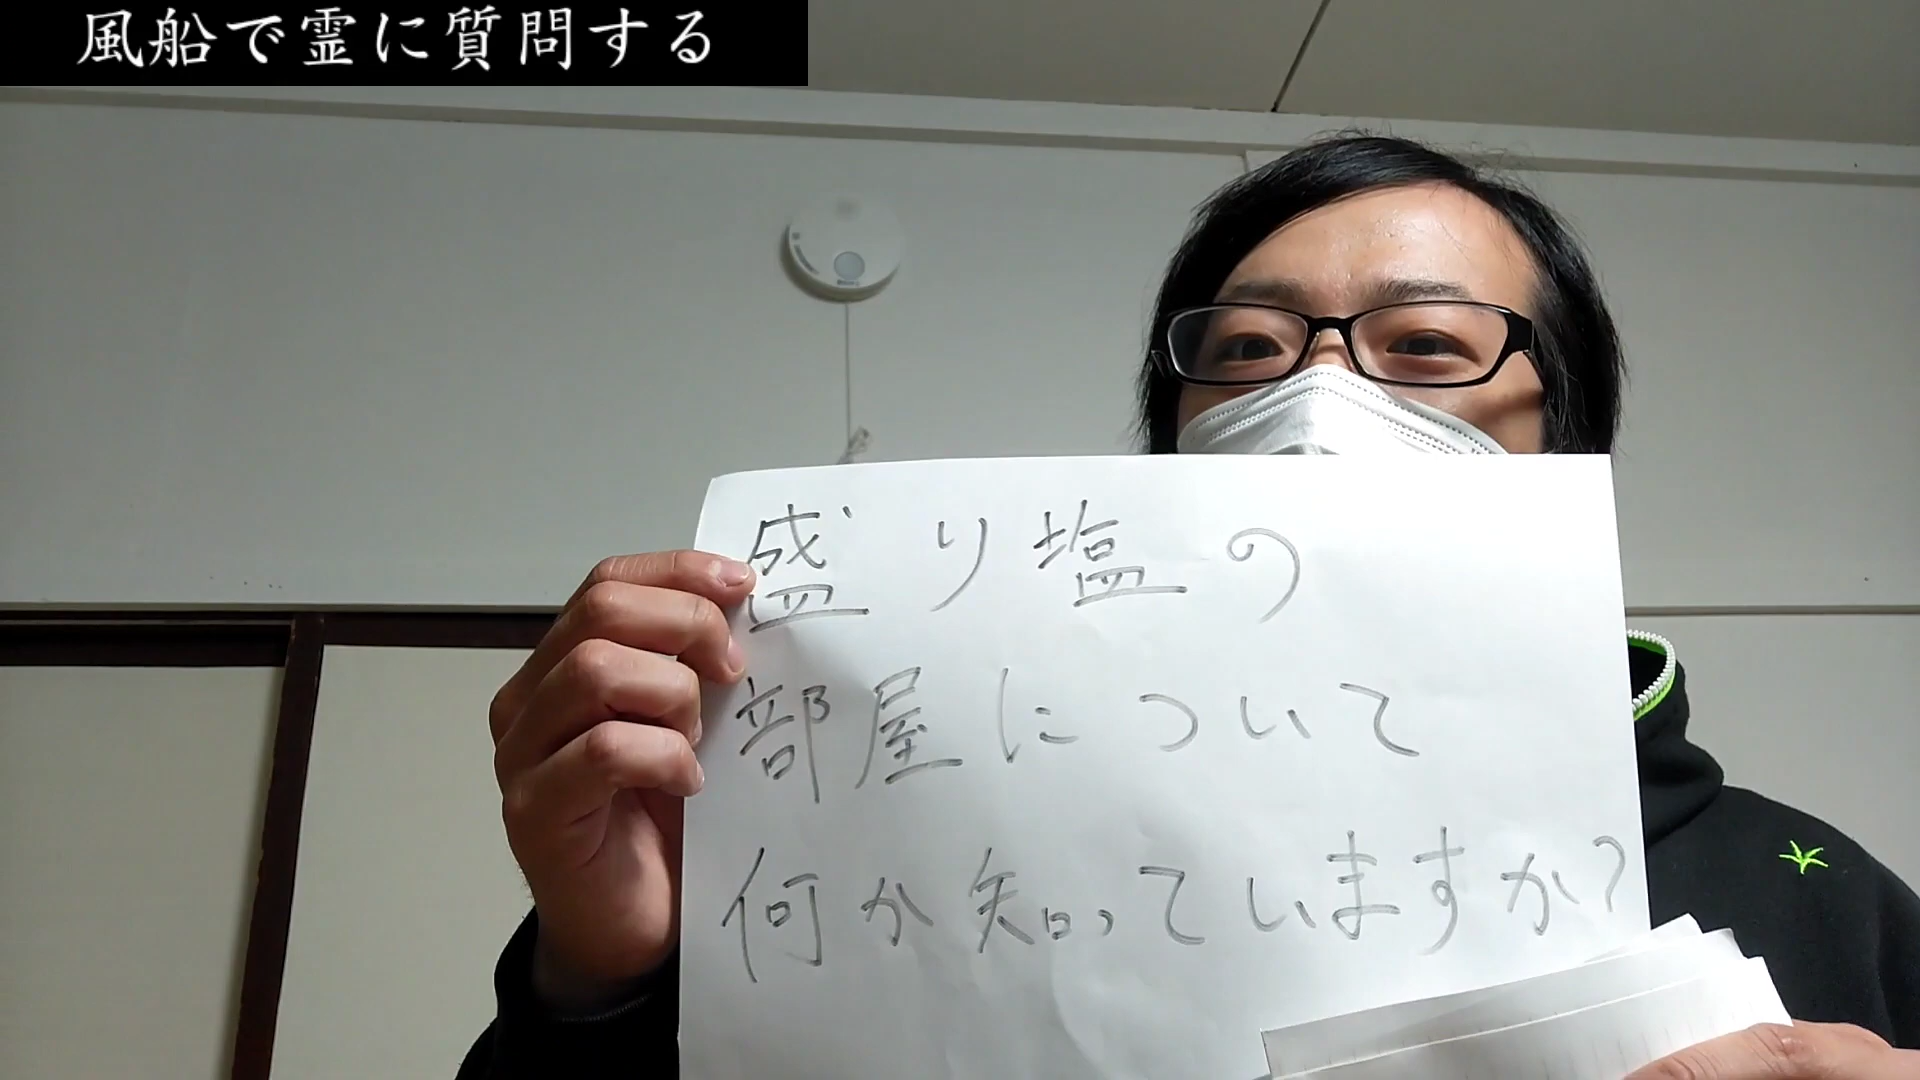 風船で霊に質問する
盛り塩の
部屋について
何か知っていますか?